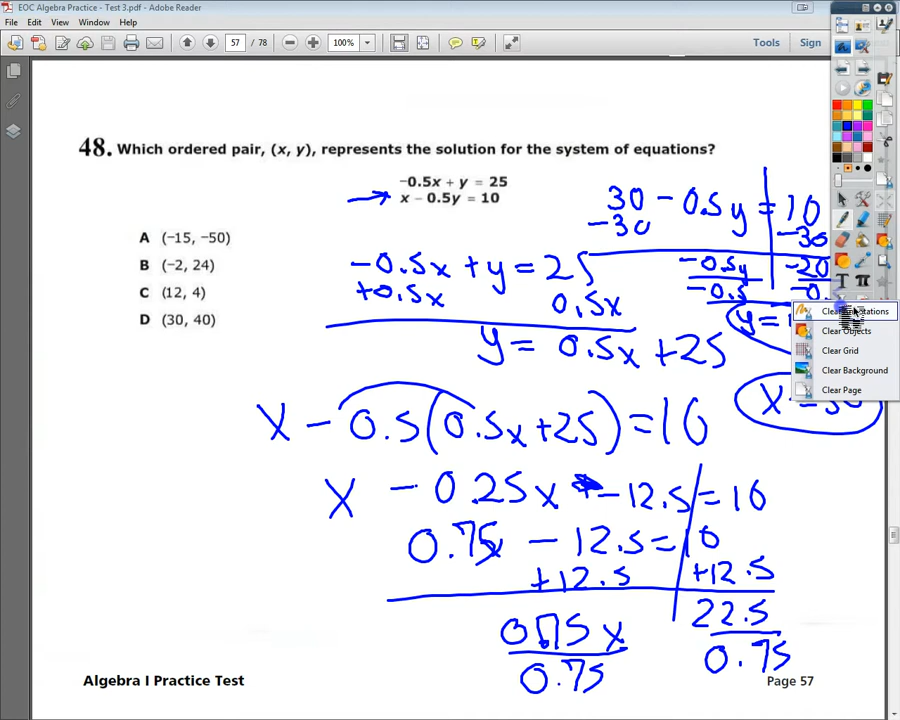 EOC Algebra Practice - Test 3.pdf - Adobe Reader
File Edit View Window Help
57 / 78 100% Tools Sign
48. Which ordered pair, (x, y), represents the solution for the system of equations?
-0.5x + y = 25
x - 0.5y = 10
A (-15, -50)
B (-2, 24)
C (12, 4)
D (30, 40)
30 - 0.5y = 10
-30 -30
-0.5y -20
-0.5 -0.
y =
-0.5x + y = 25
+0.5x 0.5x
y = 0.5x + 25
x - 0.5(0.5x + 25) = 10
x - 0.25x - 12.5 = 10
0.75x - 12.5 = 10
+12.5 +12.5
0.75x 22.5
0.75 0.75
Clear Objects
Clear Grid
Clear Background
Clear Page
Algebra I Practice Test Page 57